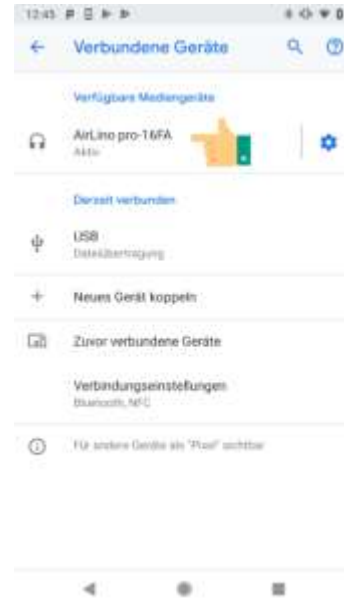 12:45
Verbundene Geräte
Verfügbare Mediengeräte
AirLino pro-16FA
Aktiv
Derzeit verbunden
USB
Dateiübertragung
Neues Gerät koppeln
Zuvor verbundene Geräte
Verbindungseinstellungen
Bluetooth, NFC
Für andere Geräte als "Pixel" sichtbar